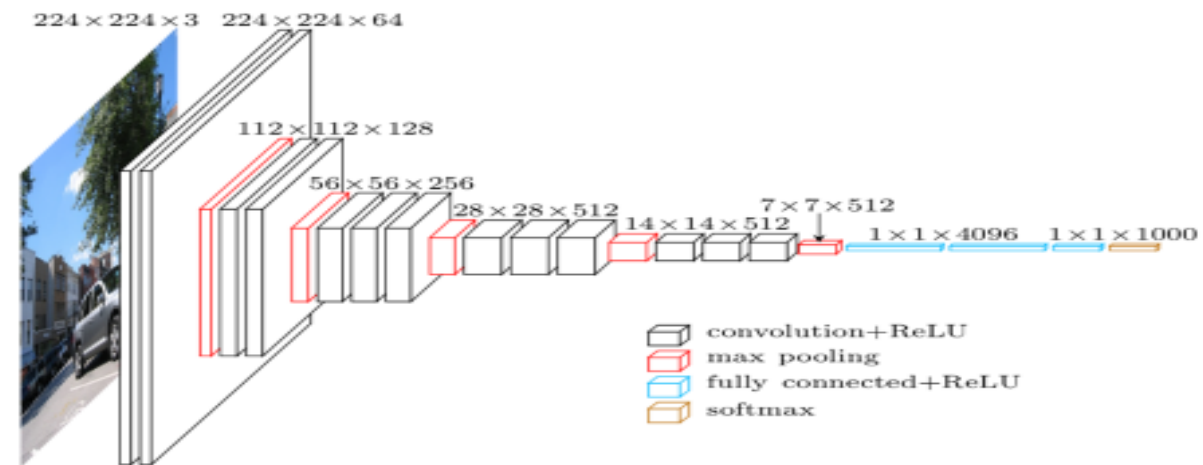 224 × 224 × 3
224 × 224 × 64
112 × 112 × 128
56 × 56 × 256
28 × 28 × 512
14 × 14 × 512
7 × 7 × 512
1 × 1 × 4096
1 × 1 × 1000
convolution+ReLU
max pooling
fully connected+ReLU
softmax